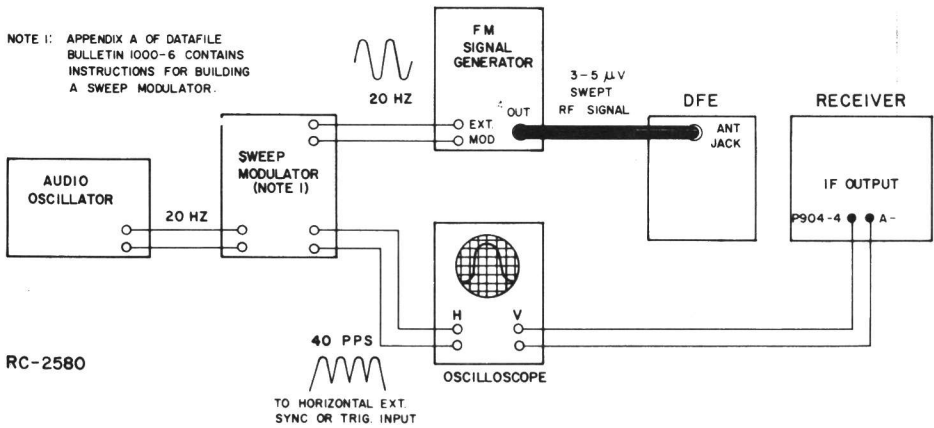 NOTE 1: APPENDIX A OF DATAFILE
BULLETIN 1000-6 CONTAINS
INSTRUCTIONS FOR BUILDING
A SWEEP MODULATOR.
20 HZ
FM
SIGNAL
GENERATOR
EXT.
MOD
OUT
3-5 μV
SWEPT
RF SIGNAL
DFE
ANT
JACK
RECEIVER
IF OUTPUT
P904-4
A-
AUDIO
OSCILLATOR
20 HZ
SWEEP
MODULATOR
(NOTE 1)
H
V
OSCILLOSCOPE
40 PPS
TO HORIZONTAL EXT.
SYNC OR TRIG. INPUT
RC-2580